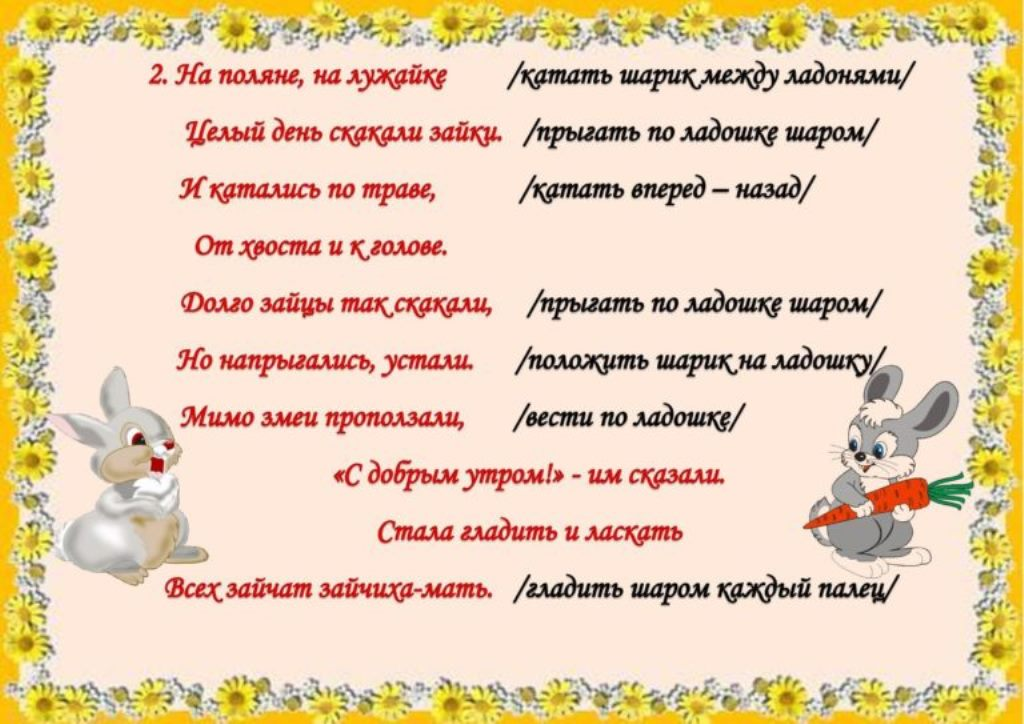 2. На поляне, на лужайке /катать шарик между ладонями/
Целый день скакали зайки. /прыгать по ладошке шаром/
И катались по траве, /катать вперед – назад/
От хвоста и к голове.
Долго зайцы так скакали, /прыгать по ладошке шаром/
Но напрыгались, устали. /положить шарик на ладошку/
Мимо змеи проползали, /вести по ладошке/
«С добрым утром!» - им сказали.
Стала гладить и ласкать
Всех зайчат зайчиха-мать. /гладить шаром каждый палец/